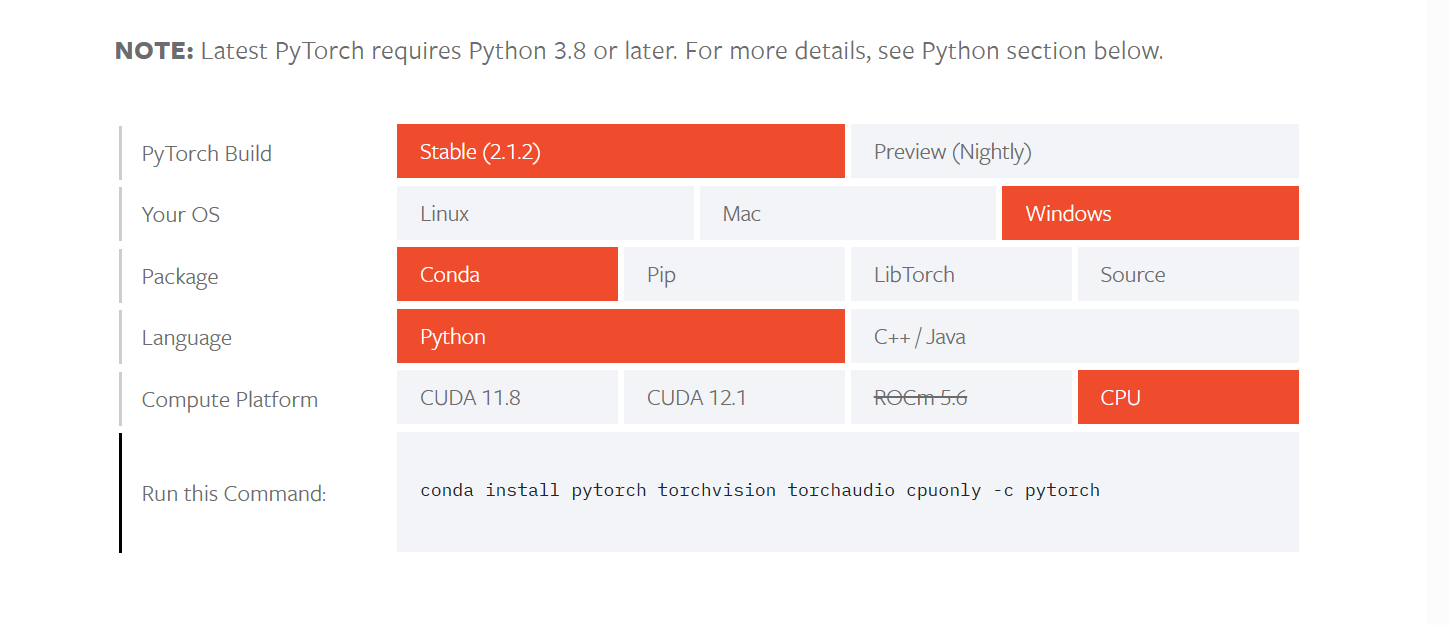 NOTE: Latest PyTorch requires Python 3.8 or later. For more details, see Python section below.
PyTorch Build
Stable (2.1.2)
Preview (Nightly)
Your OS
Linux
Mac
Windows
Package
Conda
Pip
LibTorch
Source
Language
Python
C++ / Java
Compute Platform
CUDA 11.8
CUDA 12.1
ROCm 5.6
CPU
Run this Command:
conda install pytorch torchvision torchaudio cpuonly -c pytorch